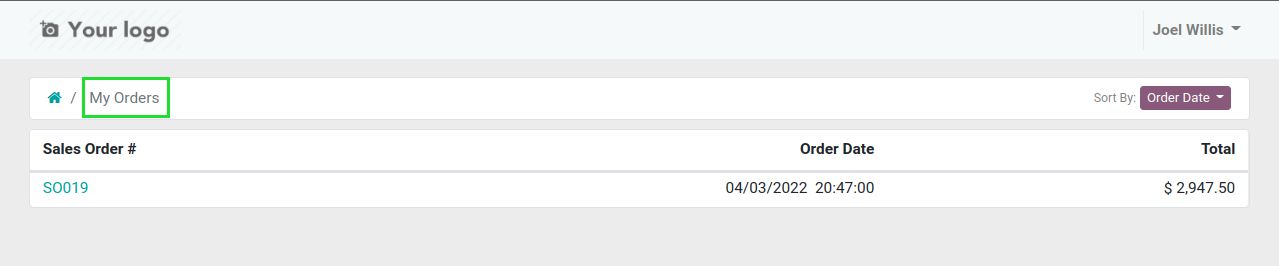 Your logo
Joel Willis
/ My Orders
Sort By: Order Date
Sales Order # Order Date Total
SO019 04/03/2022 20:47:00 $ 2,947.50